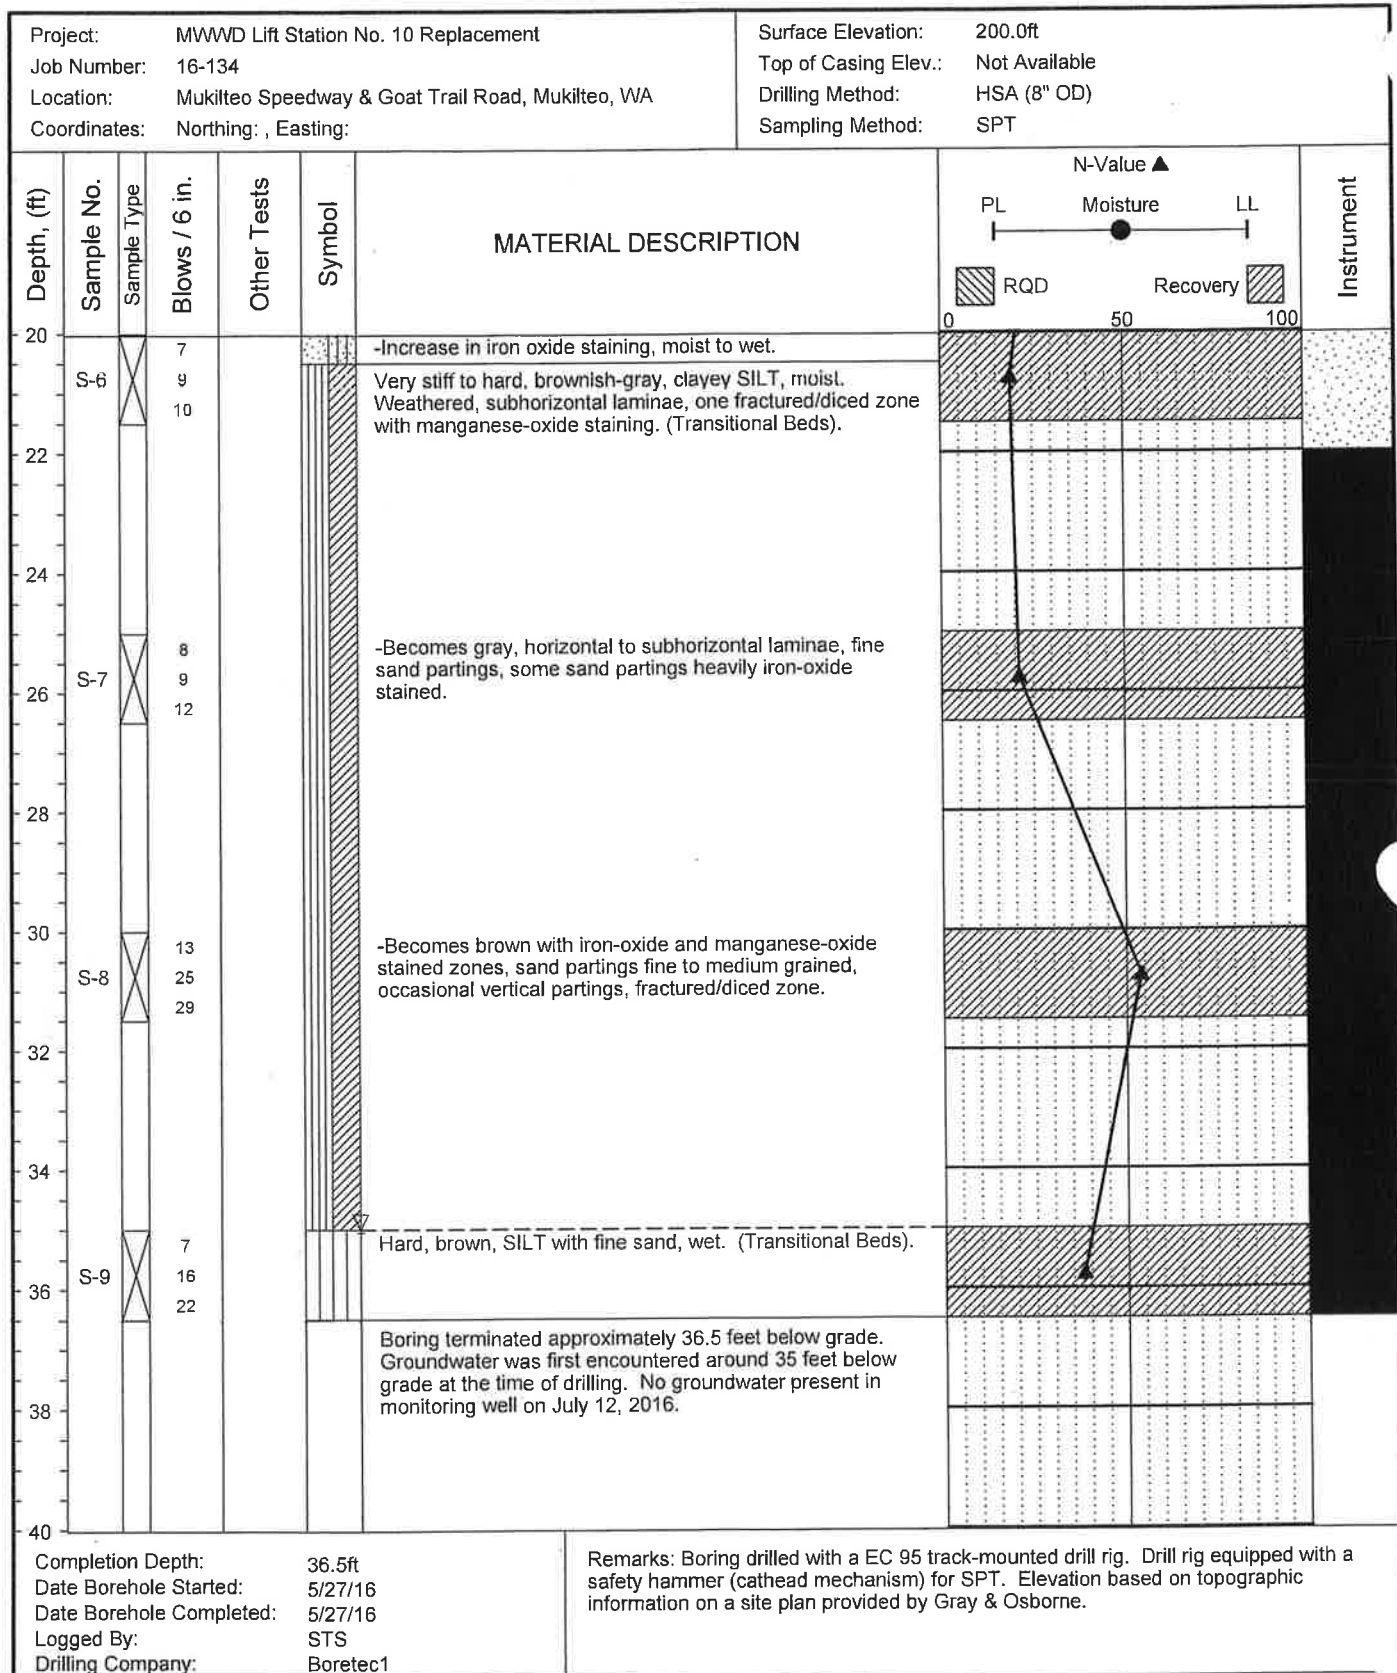 Project: MWWD Lift Station No. 10 Replacement
Job Number: 16-134
Location: Mukilteo Speedway & Goat Trail Road, Mukilteo, WA
Coordinates: Northing: , Easting:
Surface Elevation: 200.0ft
Top of Casing Elev.: Not Available
Drilling Method: HSA (8" OD)
Sampling Method: SPT
Depth, (ft)
Sample No.
Sample Type
Blows / 6 in.
Other Tests
Symbol
MATERIAL DESCRIPTION
N-Value ▲
PL Moisture LL
RQD Recovery
0 50 100
Instrument
20
S-6
7
9
10
-Increase in iron oxide staining, moist to wet.
Very stiff to hard, brownish-gray, clayey SILT, moist.
Weathered, subhorizontal laminae, one fractured/diced zone
with manganese-oxide staining. (Transitional Beds).
22
24
S-7
8
9
12
-Becomes gray, horizontal to subhorizontal laminae, fine
sand partings, some sand partings heavily iron-oxide
stained.
26
28
30
S-8
13
25
29
-Becomes brown with iron-oxide and manganese-oxide
stained zones, sand partings fine to medium grained,
occasional vertical partings, fractured/diced zone.
32
34
S-9
7
16
22
Hard, brown, SILT with fine sand, wet. (Transitional Beds).
36
Boring terminated approximately 36.5 feet below grade.
Groundwater was first encountered around 35 feet below
grade at the time of drilling. No groundwater present in
monitoring well on July 12, 2016.
38
40
Completion Depth: 36.5ft
Date Borehole Started: 5/27/16
Date Borehole Completed: 5/27/16
Logged By: STS
Drilling Company: Boretec1
Remarks: Boring drilled with a EC 95 track-mounted drill rig. Drill rig equipped with a
safety hammer (cathead mechanism) for SPT. Elevation based on topographic
information on a site plan provided by Gray & Osborne.